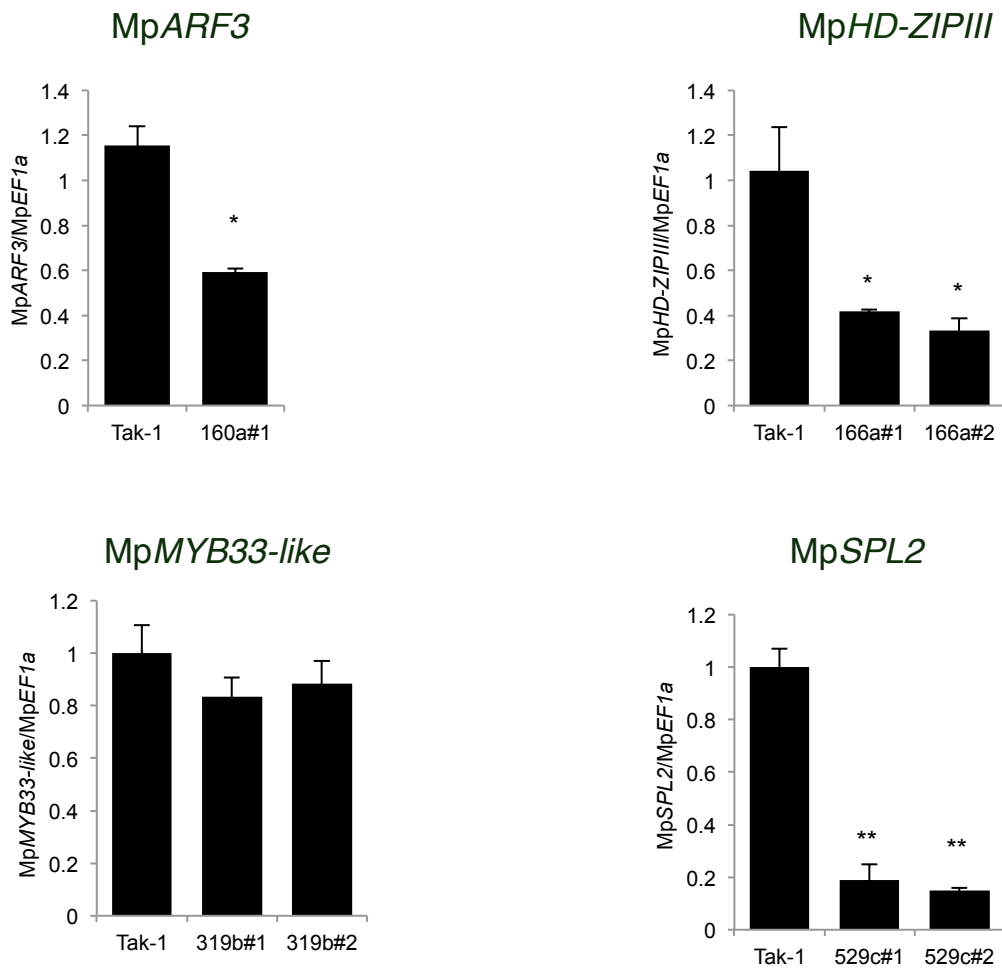 MpARF3
MpARF3/MpEF1a
1.4
1.2
1
0.8
0.6
0.4
0.2
0
*
Tak-1 160a#1
MpHD-ZIPIII
MpHD-ZIPIII/MpEF1a
1.4
1.2
1
0.8
0.6
0.4
0.2
0
* *
Tak-1 166a#1 166a#2
MpMYB33-like
MpMYB33-like/MpEF1a
1.2
1
0.8
0.6
0.4
0.2
0
Tak-1 319b#1 319b#2
MpSPL2
MpSPL2/MpEF1a
1.2
1
0.8
0.6
0.4
0.2
0
** **
Tak-1 529c#1 529c#2